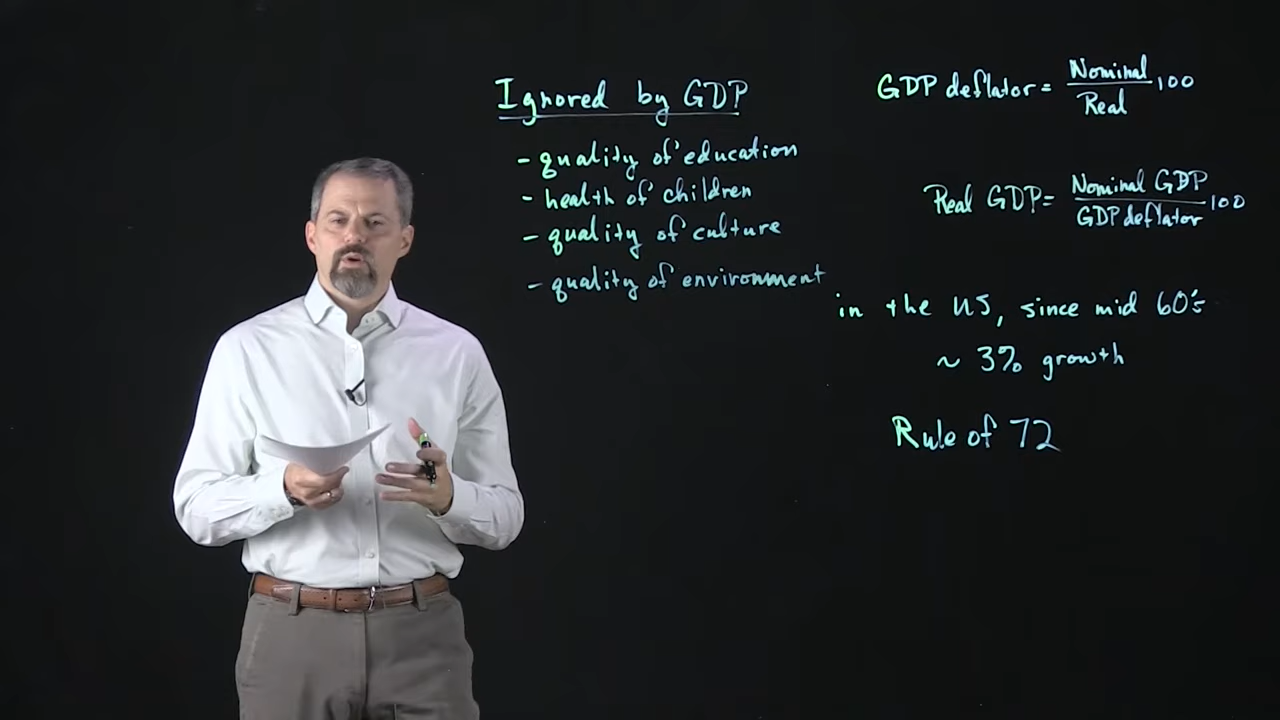 Ignored by GDP
- quality of education
- health of children
- quality of culture
- quality of environment
GDP deflator = Nominal / Real 100
Real GDP = Nominal GDP / GDP deflator 100
in the US, since mid 60's
~ 3% growth
Rule of 72